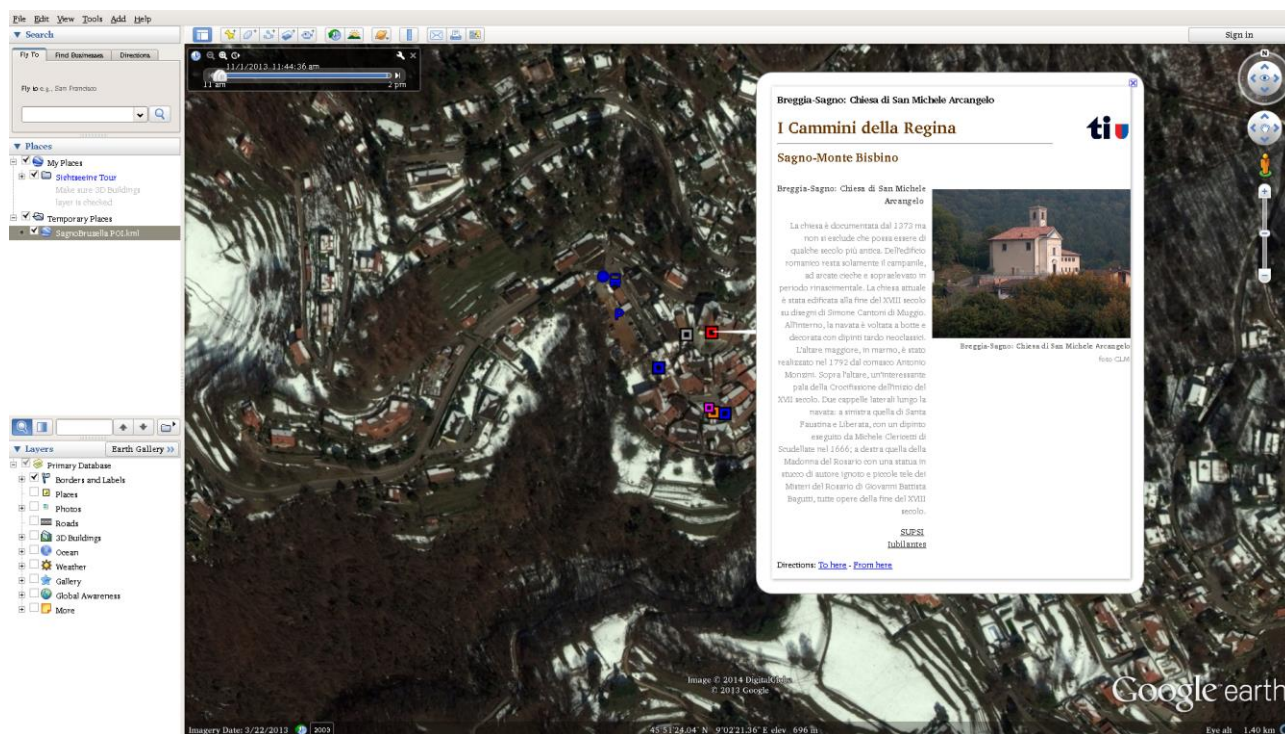 File Edit View Tools Add Help
Search
Sign in
Fly To Find Businesses Directions
Fly to e.g., San Francisco
Places
My Places
Sightseeing Tour
Make sure 3D Buildings
layer is checked
Temporary Places
SagnoBruzella POI.kml
Layers
Earth Gallery >>
Primary Database
Borders and Labels
Places
Photos
Roads
3D Buildings
Ocean
Weather
Gallery
Global Awareness
More
11/1/2013 11:44:36 am
11 am 2 pm
N
P
Breggia-Sagno: Chiesa di San Michele Arcangelo
I Cammini della Regina
ti
Sagno-Monte Bisbino
Breggia-Sagno: Chiesa di San Michele
Arcangelo
La chiesa è documentata dal 1273 ma
non si esclude che possa essere di
qualche secolo più antica. Dell'edificio
romanico resta solamente il campanile,
ad arcate cieche e sopraelevato in
periodo rinascimentale. La chiesa attuale
è stata edificata alla fine del XVIII secolo
su disegni di Simone Cantoni di Muggio.
All'interno, la navata è voltata a botte e
decorata con dipinti tardo neoclassici.
L'altare maggiore, in marmo, è stato
realizzato nel 1792 dal comasco Antonio
Monzini. Sopra l'altare, un'interessante
pala della Crocifissione dell'inizio del
XVII secolo. Due cappelle laterali lungo la
navata: a sinistra quella di Santa
Faustina e Liberata, con un dipinto
eseguito da Michele Clericetti di
Scudellate nel 1666; a destra quella della
Madonna del Rosario con una statua in
stucco di autore ignoto e piccole tele dei
Misteri del Rosario di Giovanni Battista
Bagutti, tutte opere della fine del XVIII
secolo.
SUPSI
Iubilantes
Breggia-Sagno: Chiesa di San Michele Arcangelo
foto CLM
Directions: To here - From here
Image © 2014 DigitalGlobe
© 2013 Google
Google earth
Imagery Date: 3/22/2013 2003
45°51'24.04" N 9°02'21.36" E elev 696 m
Eye alt 1.40 km